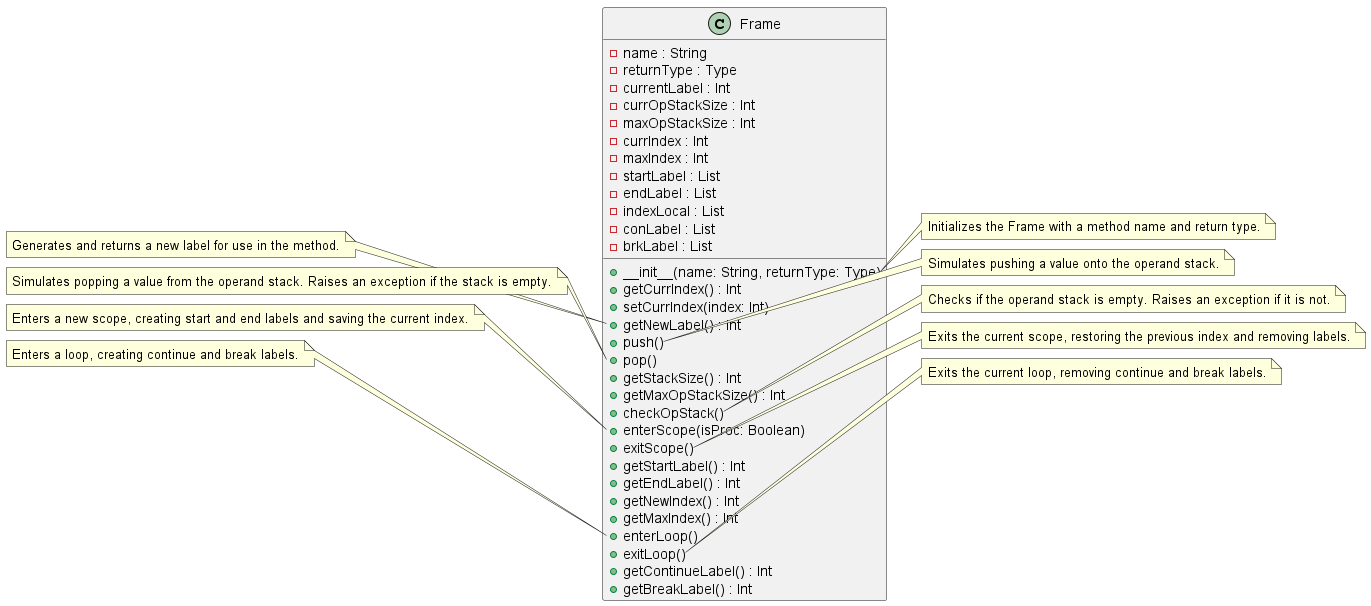 C Frame
name : String
returnType : Type
currentLabel : Int
currOpStackSize : Int
maxOpStackSize : Int
currIndex : Int
maxIndex : Int
startLabel : List
endLabel : List
indexLocal : List
conLabel : List
brkLabel : List
__init__(name: String, returnType: Type)
getCurrIndex() : Int
setCurrIndex(index: Int)
getNewLabel() : Int
push()
pop()
getStackSize() : Int
getMaxOpStackSize() : Int
checkOpStack()
enterScope(isProc: Boolean)
exitScope()
getStartLabel() : Int
getEndLabel() : Int
getNewIndex() : Int
getMaxIndex() : Int
enterLoop()
exitLoop()
getContinueLabel() : Int
getBreakLabel() : Int
Generates and returns a new label for use in the method.
Simulates popping a value from the operand stack. Raises an exception if the stack is empty.
Enters a new scope, creating start and end labels and saving the current index.
Enters a loop, creating continue and break labels.
Initializes the Frame with a method name and return type.
Simulates pushing a value onto the operand stack.
Checks if the operand stack is empty. Raises an exception if it is not.
Exits the current scope, restoring the previous index and removing labels.
Exits the current loop, removing continue and break labels.